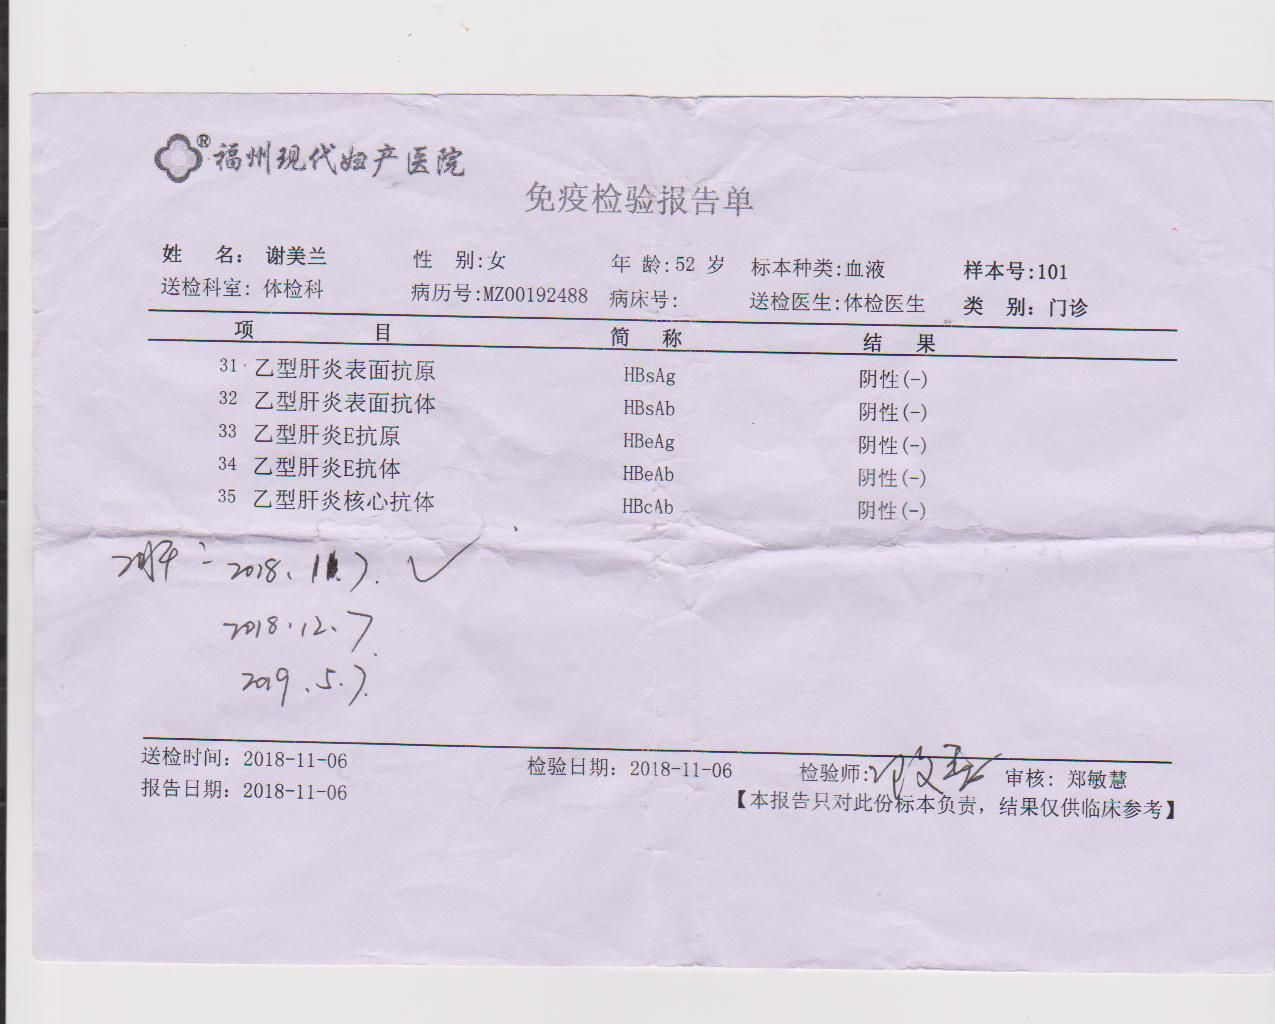 ®福州现代妇产医院
免疫检验报告单
姓 名: 谢美兰 性 别:女 年 龄:52 岁 标本种类:血液 样本号:101
送检科室: 体检科 病历号:MZ00192488 病床号: 送检医生:体检医生 类 别: 门诊
项 目 简 称 结 果
31 乙型肝炎表面抗原 HBsAg 阴性(-)
32 乙型肝炎表面抗体 HBsAb 阴性(-)
33 乙型肝炎E抗原 HBeAg 阴性(-)
34 乙型肝炎E抗体 HBeAb 阴性(-)
35 乙型肝炎核心抗体 HBcAb 阴性(-)
乙肝: 2018.11.7. ✓
2018.12.7.
2019.5.7.
送检时间: 2018-11-06 检验日期: 2018-11-06 检验师: 审核: 郑敏慧
报告日期: 2018-11-06
【本报告只对此份标本负责, 结果仅供临床参考】